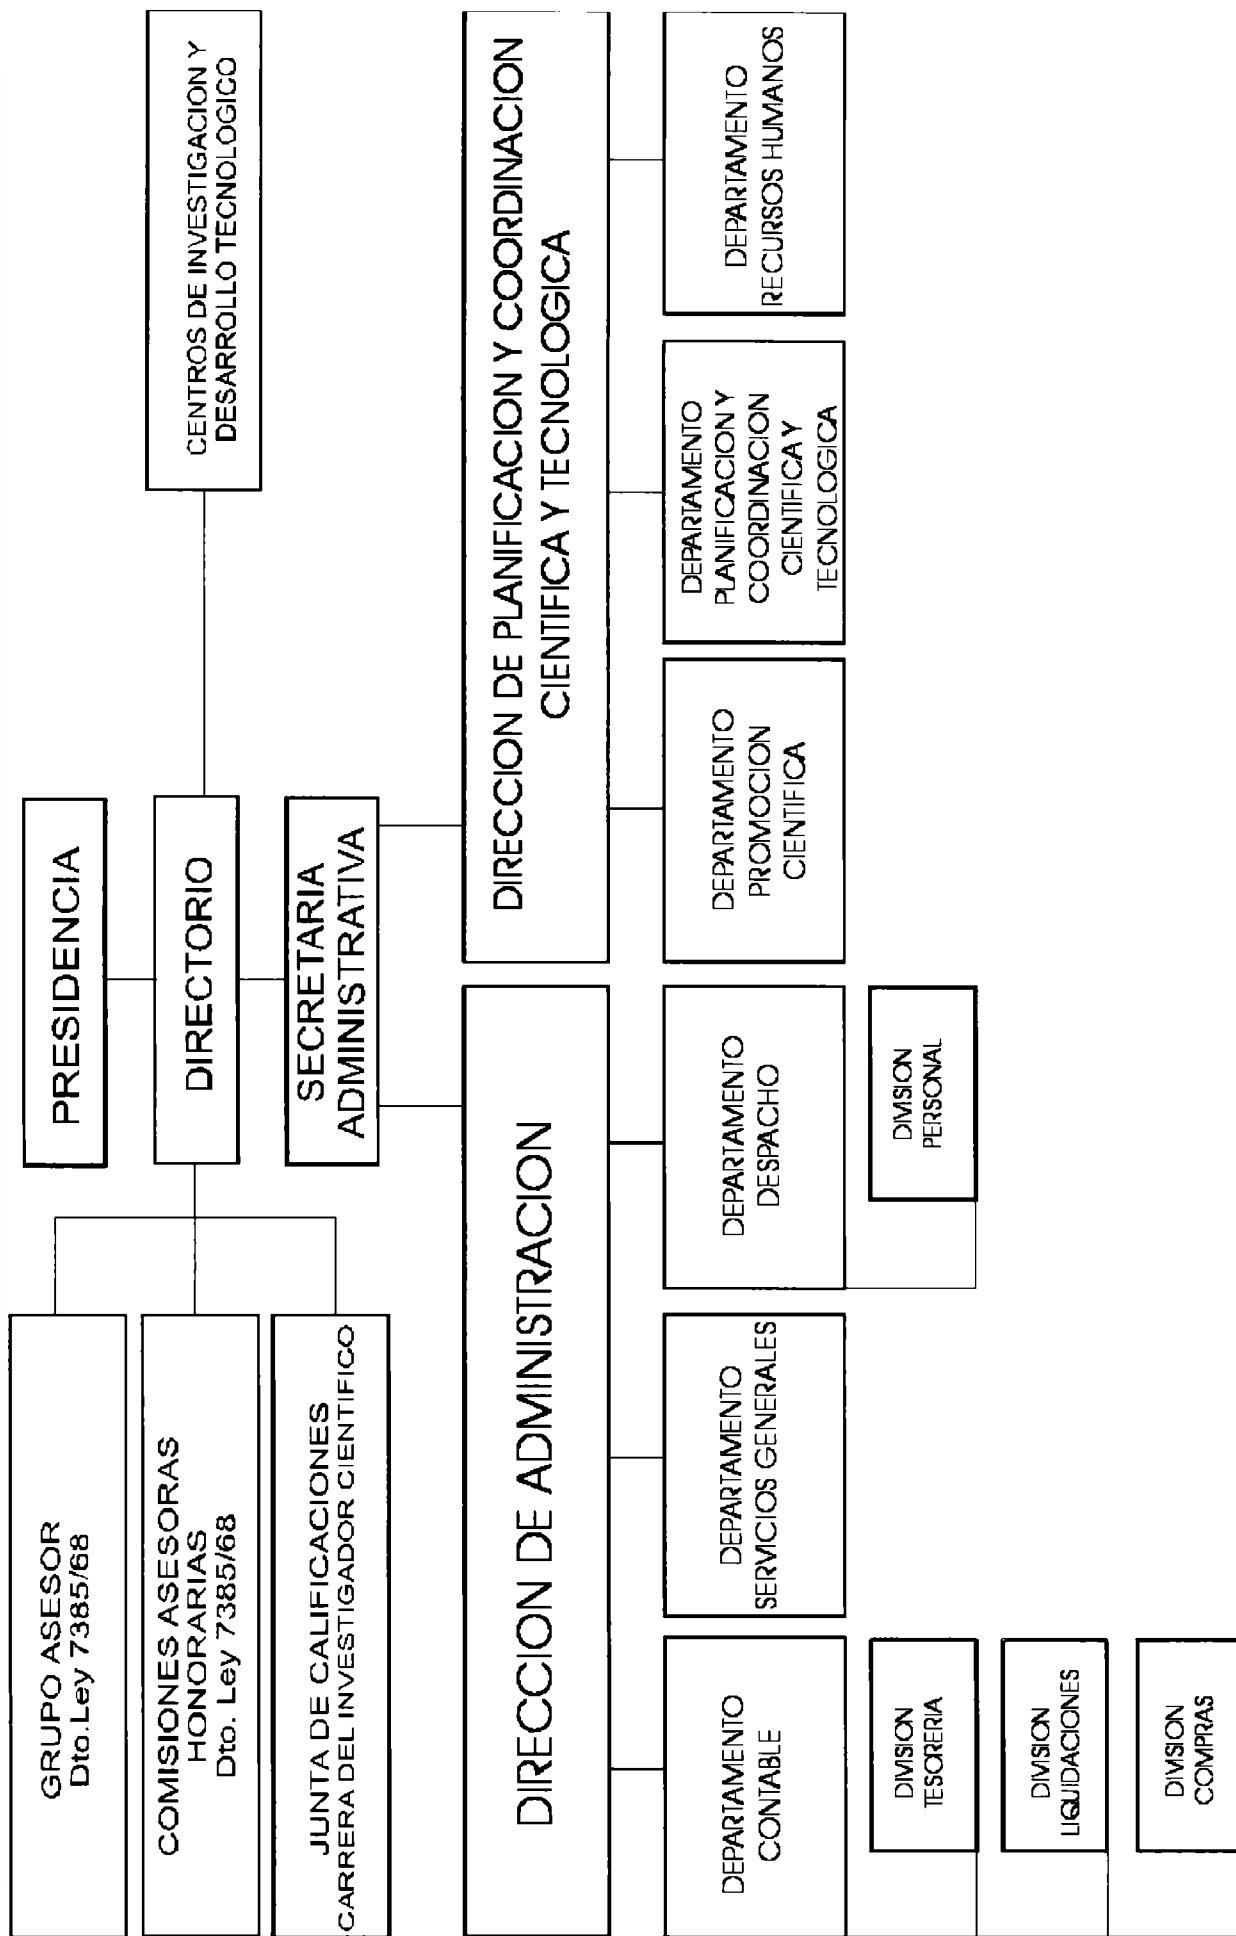 PRESIDENCIA
DIRECTORIO
SECRETARIA
ADMINISTRATIVA
GRUPO ASESOR
Dto.Ley 7385/68
COMISIONES ASESORAS
HONORARIAS
Dto. Ley 7385/68
JUNTA DE CALIFICACIONES
CARRERA DEL INVESTIGADOR CIENTIFICO
CENTROS DE INVESTIGACION Y
DESARROLLO TECNOLOGICO
DIRECCION DE ADMINISTRACION
DIRECCION DE PLANIFICACION Y COORDINACION
CIENTIFICA Y TECNOLOGICA
DEPARTAMENTO
CONTABLE
DEPARTAMENTO
SERVICIOS GENERALES
DEPARTAMENTO
DESPACHO
DEPARTAMENTO
PROMOCION
CIENTIFICA
DEPARTAMENTO
PLANIFICACION Y
COORDINACION
CIENTIFICA Y
TECNOLOGICA
DEPARTAMENTO
RECURSOS HUMANOS
DIVISION
TESORERIA
DIVISION
LIQUIDACIONES
DIVISION
COMPRAS
DIVISION
PERSONAL